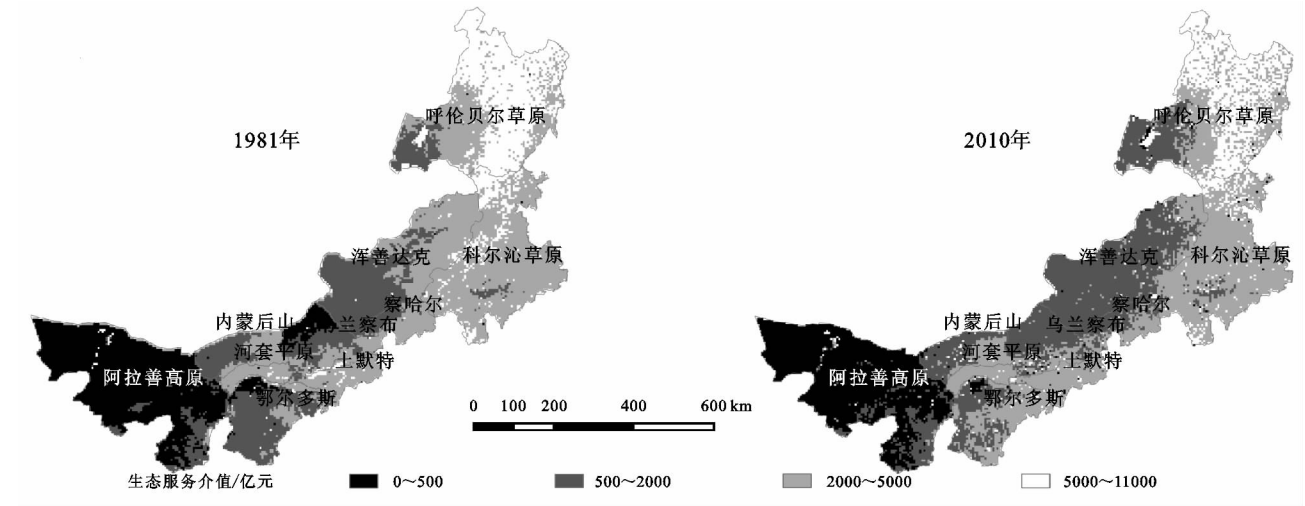 1981年
呼伦贝尔草原
浑善达克
科尔沁草原
察哈尔
内蒙后山
兰察布
河套平原
土默特
阿拉善高原
鄂尔多斯
2010年
呼伦贝尔草原
浑善达克
科尔沁草原
察哈尔
内蒙后山
乌兰察布
河套平原
土默特
阿拉善高原
鄂尔多斯
0 100 200 400 600 km
生态服务介值/亿元 0～500 500～2000 2000～5000 5000～11000